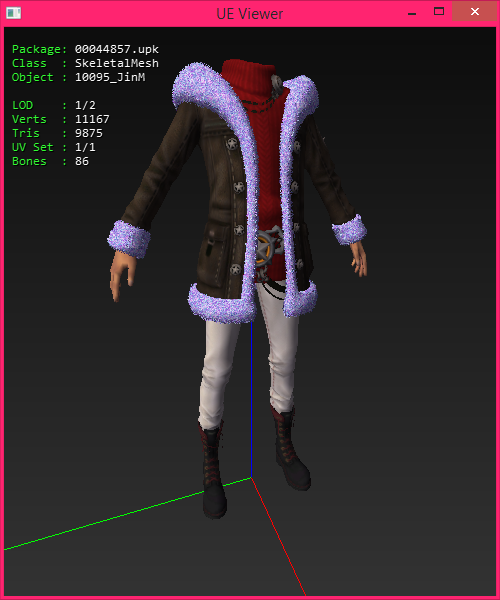 UE Viewer
Package: 00044857.upk
Class : SkeletalMesh
Object : 10095_JinM
LOD : 1/2
Verts : 11167
Tris : 9875
UV Set : 1/1
Bones : 86